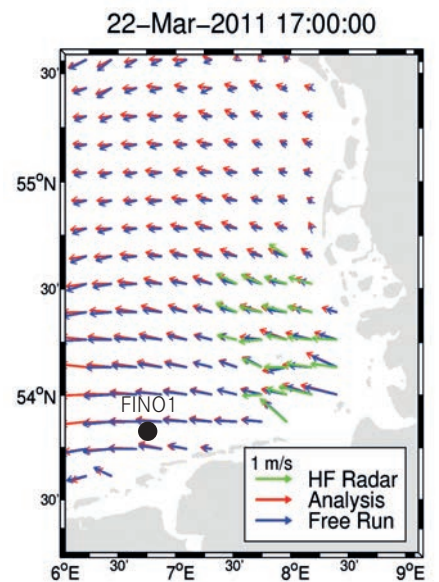 22-Mar-2011 17:00:00
30'
55°N
30'
54°N
FINO1
30'
1 m/s
HF Radar
Analysis
Free Run
6°E 30' 7°E 30' 8°E 30' 9°E